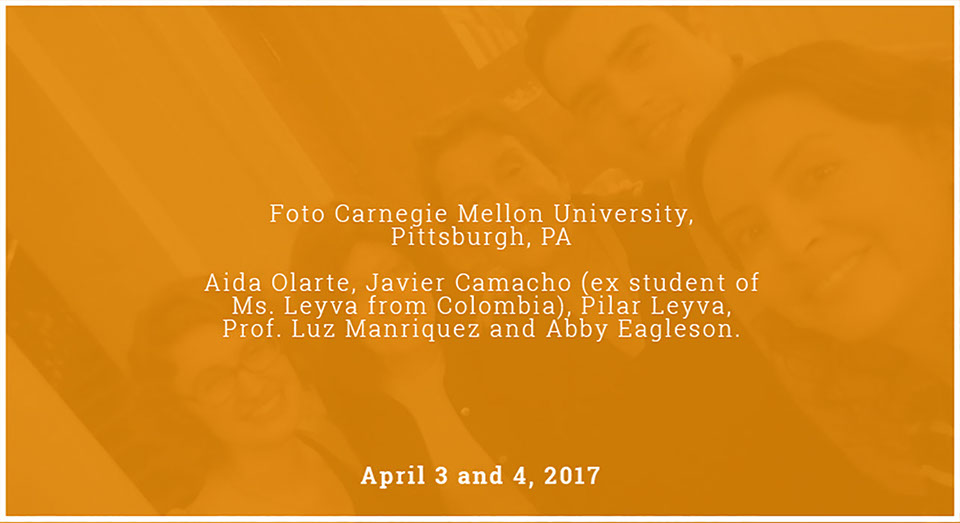 Foto Carnegie Mellon University,
Pittsburgh, PA
Aida Olarte, Javier Camacho (ex student of
Ms. Leyva from Colombia), Pilar Leyva,
Prof. Luz Manriquez and Abby Eagleson.
April 3 and 4, 2017